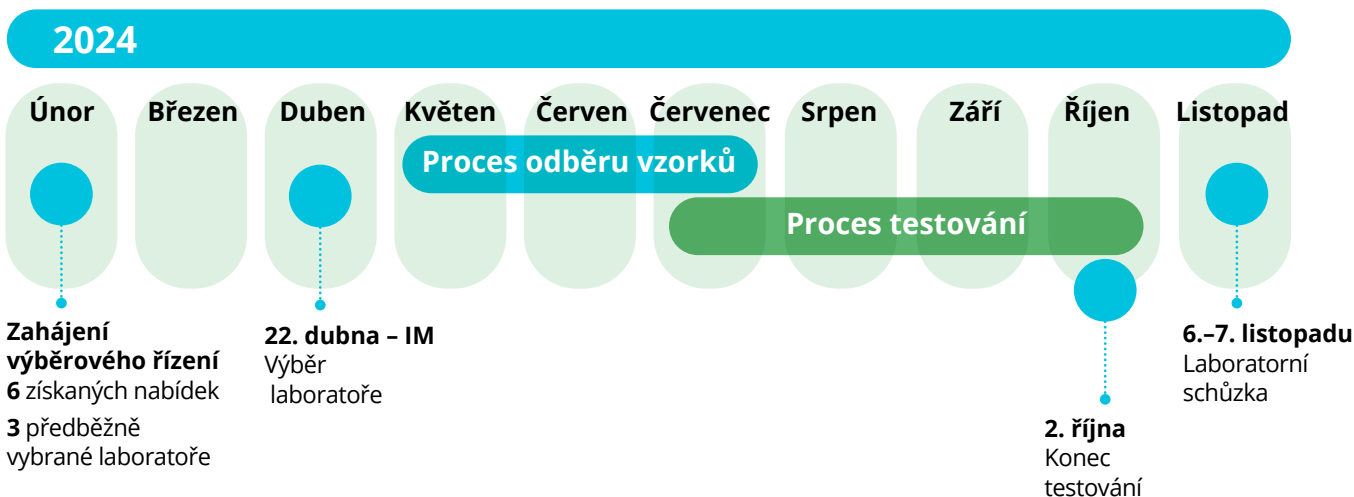 2024
Únor Březen Duben Květen Červen Červenec Srpen Září Říjen Listopad
Proces odběru vzorků
Proces testování
Zahájení
výběrového řízení
6 získaných nabídek
3 předběžně
vybrané laboratoře
22. dubna – IM
Výběr
laboratoře
2. října
Konec
testování
6.–7. listopadu
Laboratorní
schůzka